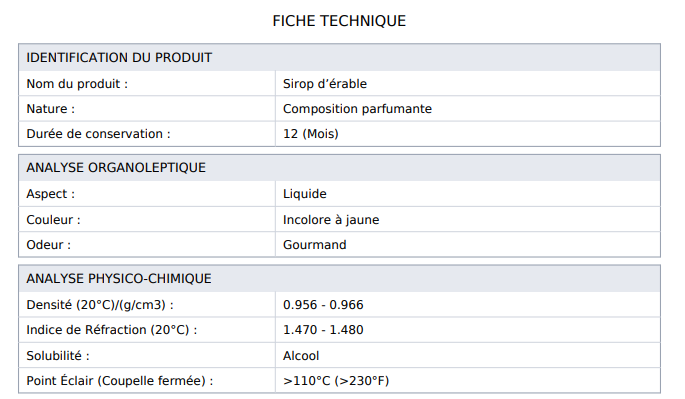 FICHE TECHNIQUE
IDENTIFICATION DU PRODUIT
Nom du produit : Sirop d’érable
Nature : Composition parfumante
Durée de conservation : 12 (Mois)
ANALYSE ORGANOLEPTIQUE
Aspect : Liquide
Couleur : Incolore à jaune
Odeur : Gourmand
ANALYSE PHYSICO-CHIMIQUE
Densité (20°C)/(g/cm3) : 0.956 - 0.966
Indice de Réfraction (20°C) : 1.470 - 1.480
Solubilité : Alcool
Point Éclair (Coupelle fermée) : >110°C (>230°F)